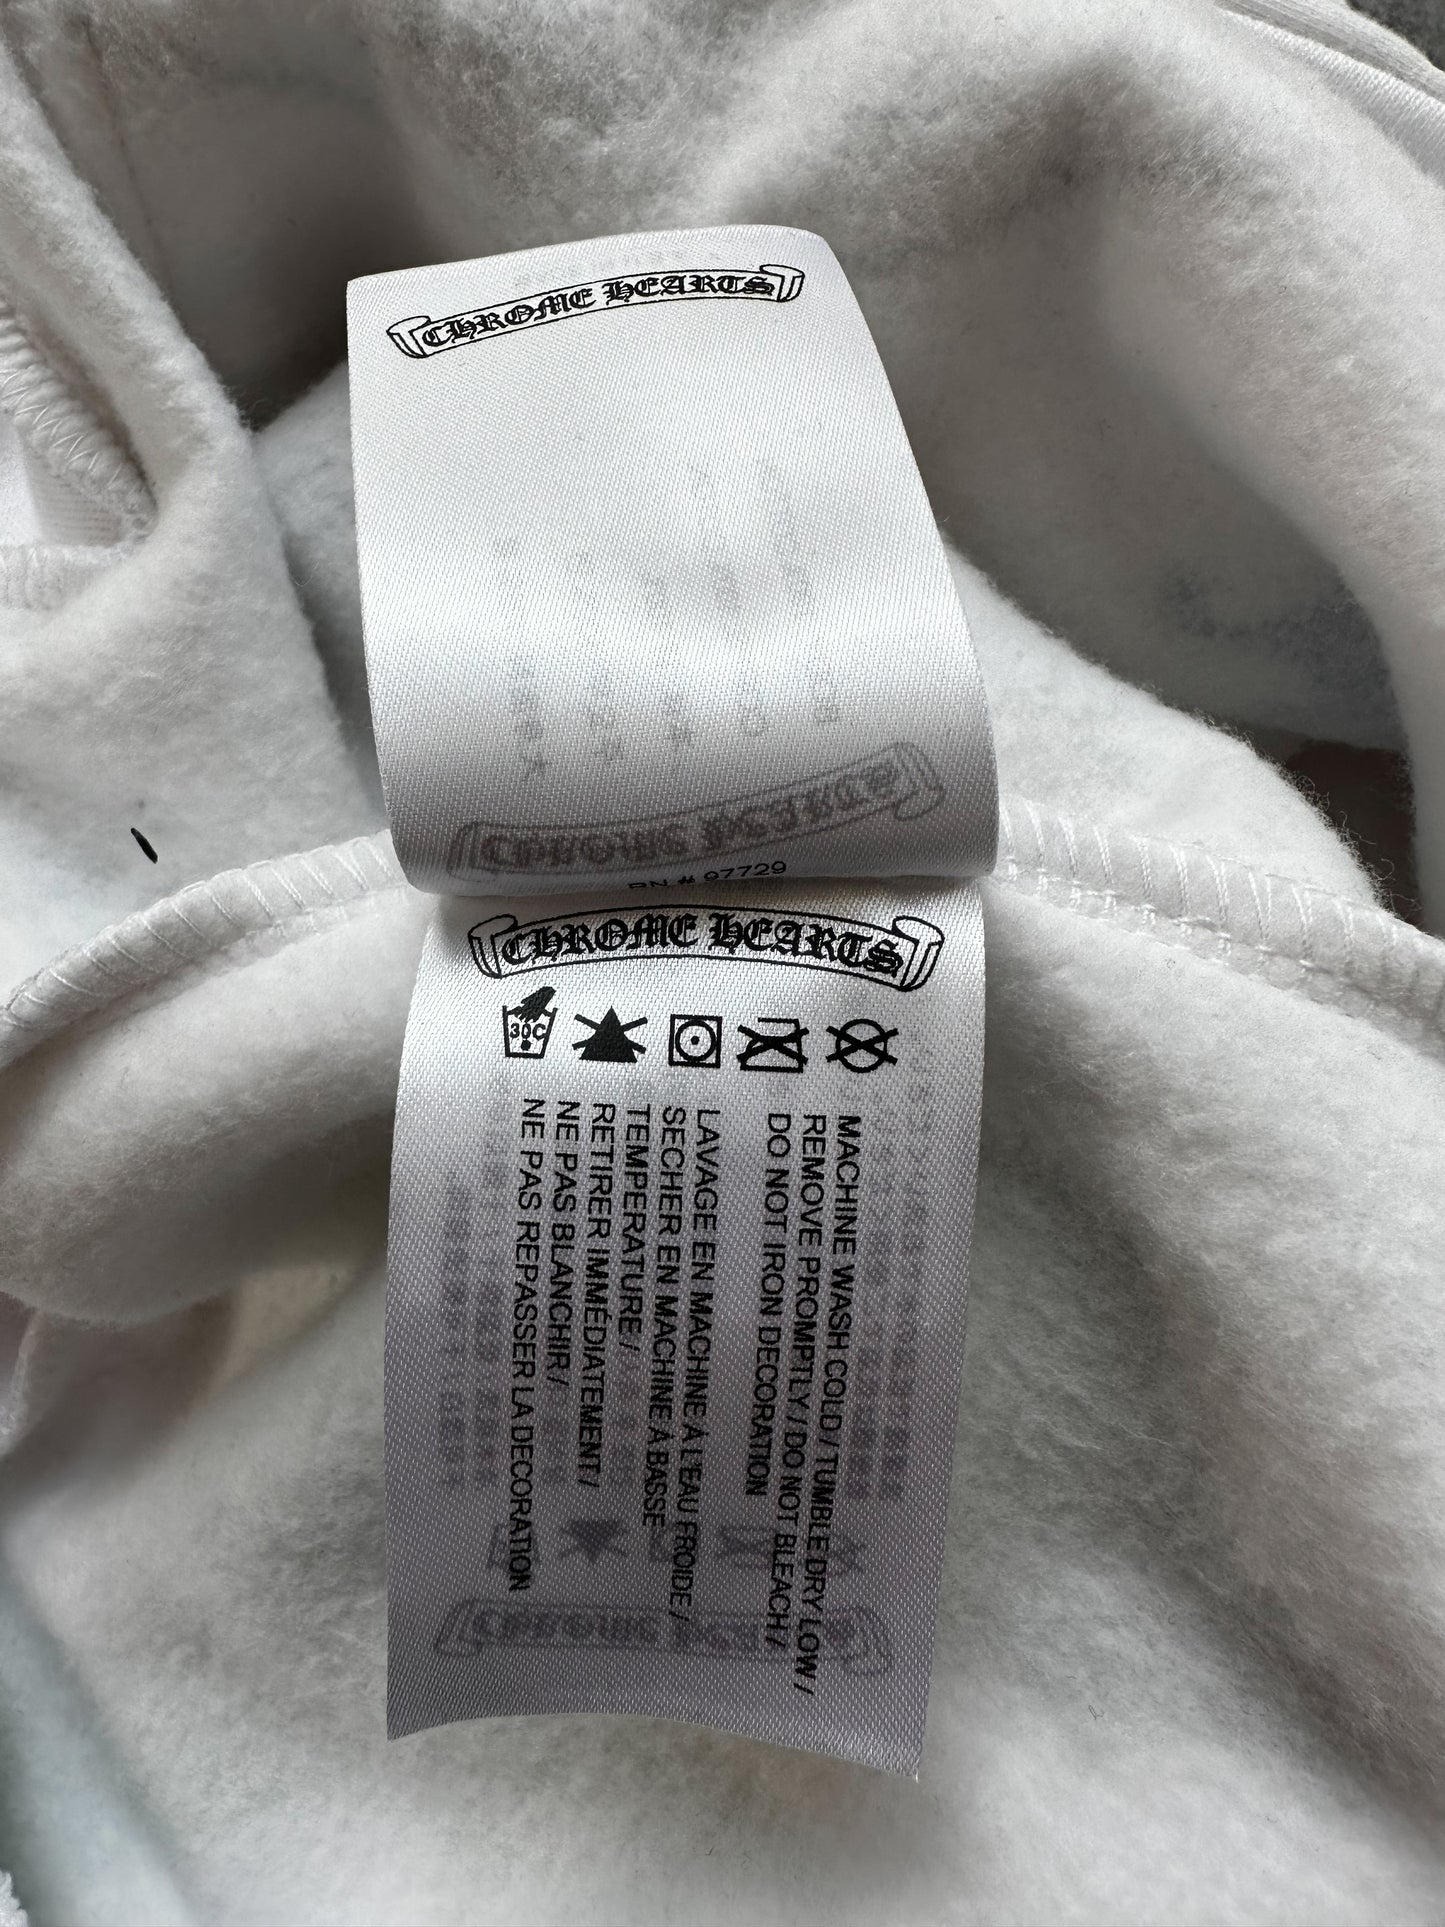 CHROME HEARTS
RN # 97729
CHROME HEARTS
30C
MACHINE WASH COLD / TUMBLE DRY LOW /
REMOVE PROMPTLY / DO NOT BLEACH /
DO NOT IRON DECORATION
LAVAGE EN MACHINE À L'EAU FROIDE /
SECHER EN MACHINE À BASSE
TEMPERATURE /
RETIRER IMMÉDIATEMENT /
NE PAS BLANCHIR /
NE PAS REPASSER LA DECORATION